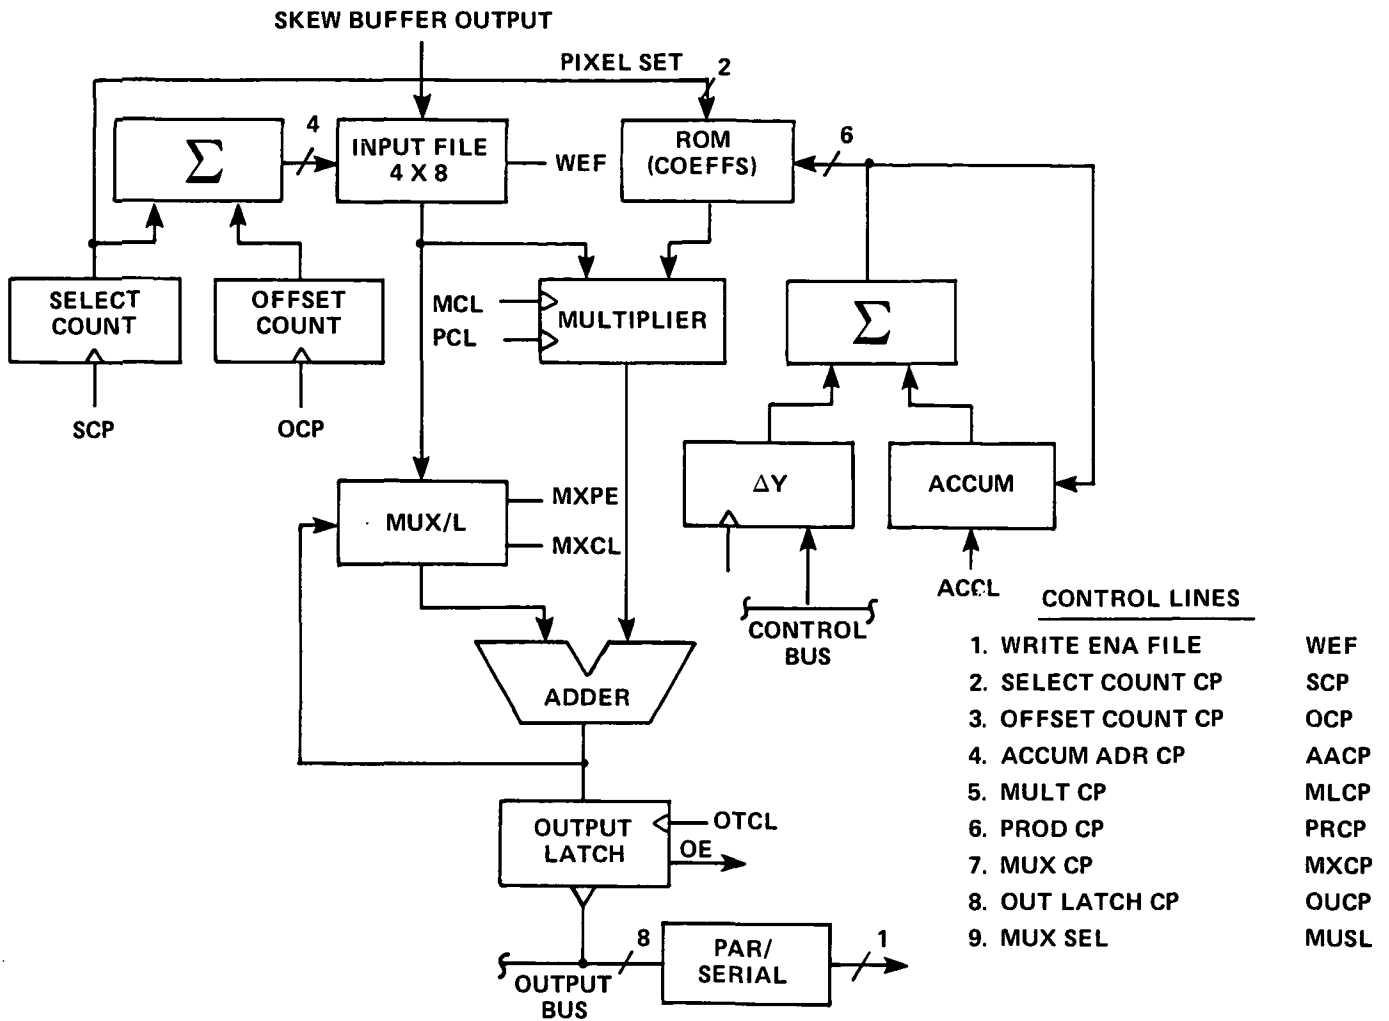 SKEW BUFFER OUTPUT
PIXEL SET
2
4
6
Σ
INPUT FILE
4 X 8
WEF
ROM
(COEFFS)
SELECT
COUNT
OFFSET
COUNT
MCL
PCL
MULTIPLIER
Σ
SCP
OCP
MUX/L
MXPE
MXCL
ΔY
ACCUM
ACCL
CONTROL
BUS
ADDER
OUTPUT
LATCH
OTCL
OE
8
1
PAR/
SERIAL
OUTPUT
BUS
CONTROL LINES
1. WRITE ENA FILE WEF
2. SELECT COUNT CP SCP
3. OFFSET COUNT CP OCP
4. ACCUM ADR CP AACP
5. MULT CP MLCP
6. PROD CP PRCP
7. MUX CP MXCP
8. OUT LATCH CP OUCP
9. MUX SEL MUSL